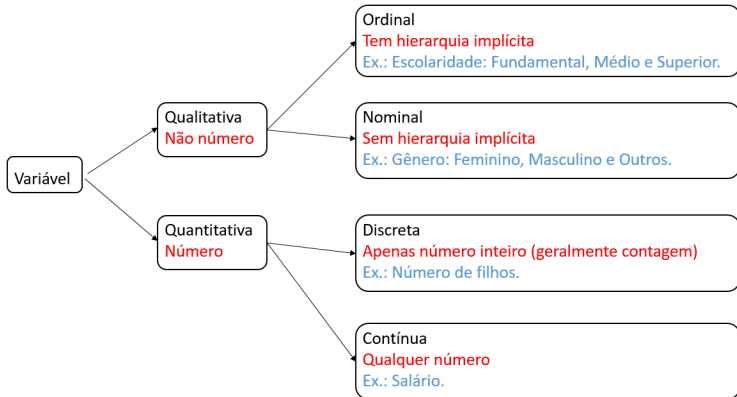 Variável
Qualitativa
Não número
Quantitativa
Número
Ordinal
Tem hierarquia implícita
Ex.: Escolaridade: Fundamental, Médio e Superior.
Nominal
Sem hierarquia implícita
Ex.: Gênero: Feminino, Masculino e Outros.
Discreta
Apenas número inteiro (geralmente contagem)
Ex.: Número de filhos.
Contínua
Qualquer número
Ex.: Salário.